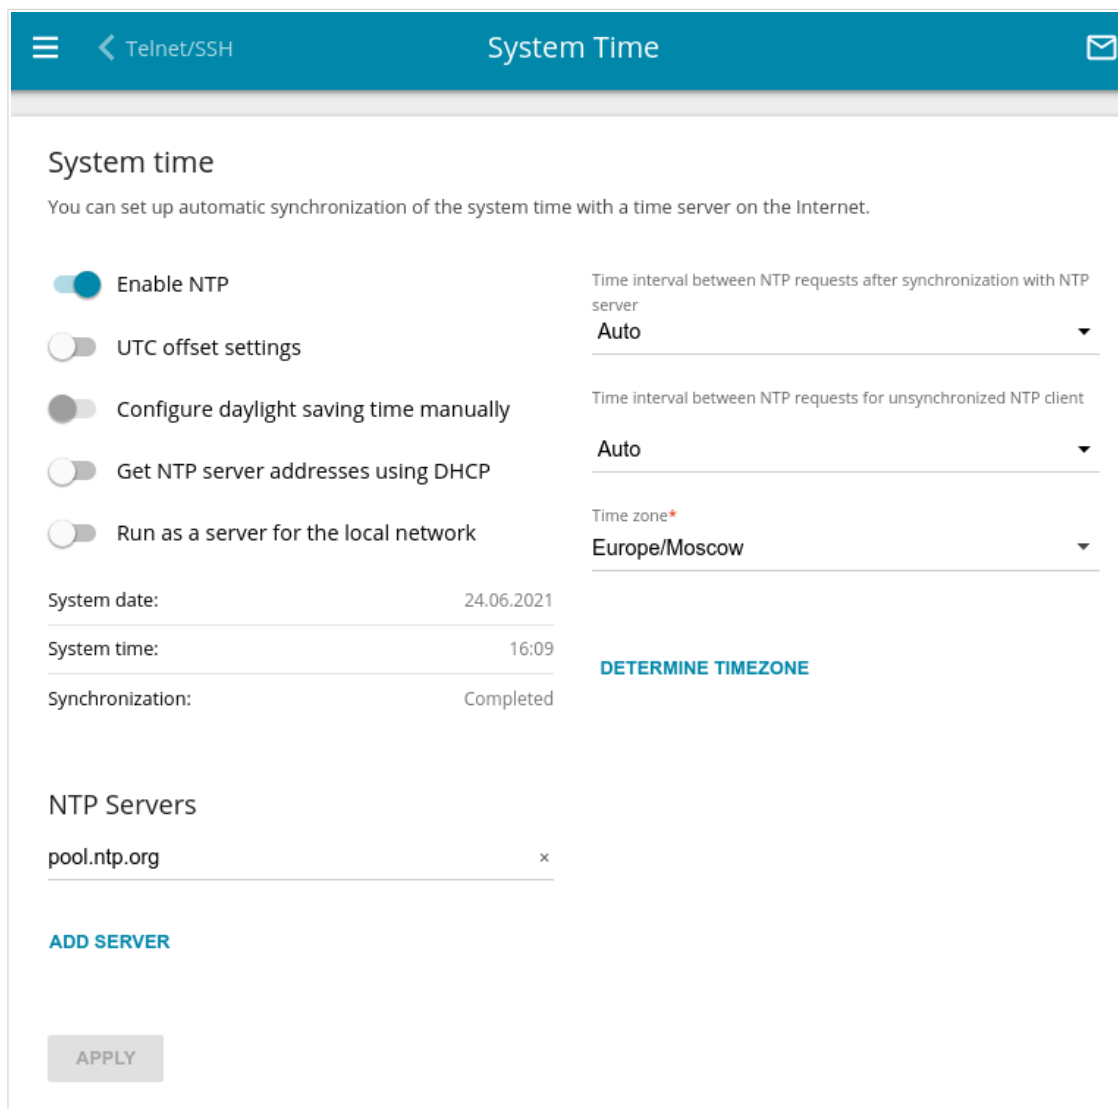 Telnet/SSH
System Time
System time
You can set up automatic synchronization of the system time with a time server on the Internet.
Enable NTP
UTC offset settings
Configure daylight saving time manually
Get NTP server addresses using DHCP
Run as a server for the local network
System date: 24.06.2021
System time: 16:09
Synchronization: Completed
Time interval between NTP requests after synchronization with NTP
server
Auto
Time interval between NTP requests for unsynchronized NTP client
Auto
Time zone*
Europe/Moscow
DETERMINE TIMEZONE
NTP Servers
pool.ntp.org ×
ADD SERVER
APPLY